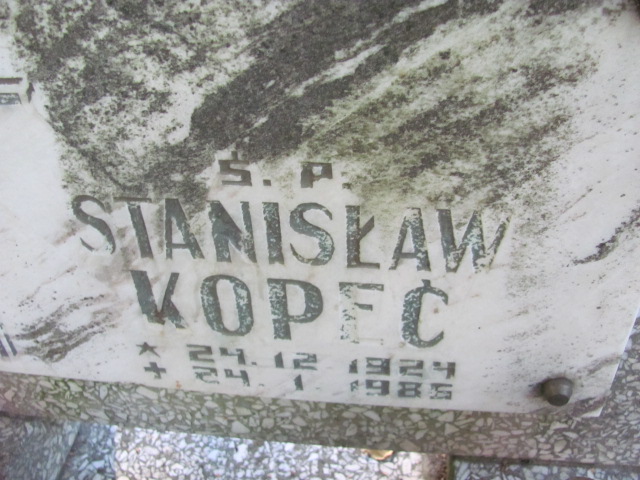 Ś. P.
STANISŁAW
KOPEĆ
* 24.12 1924
+ 24.1 1985